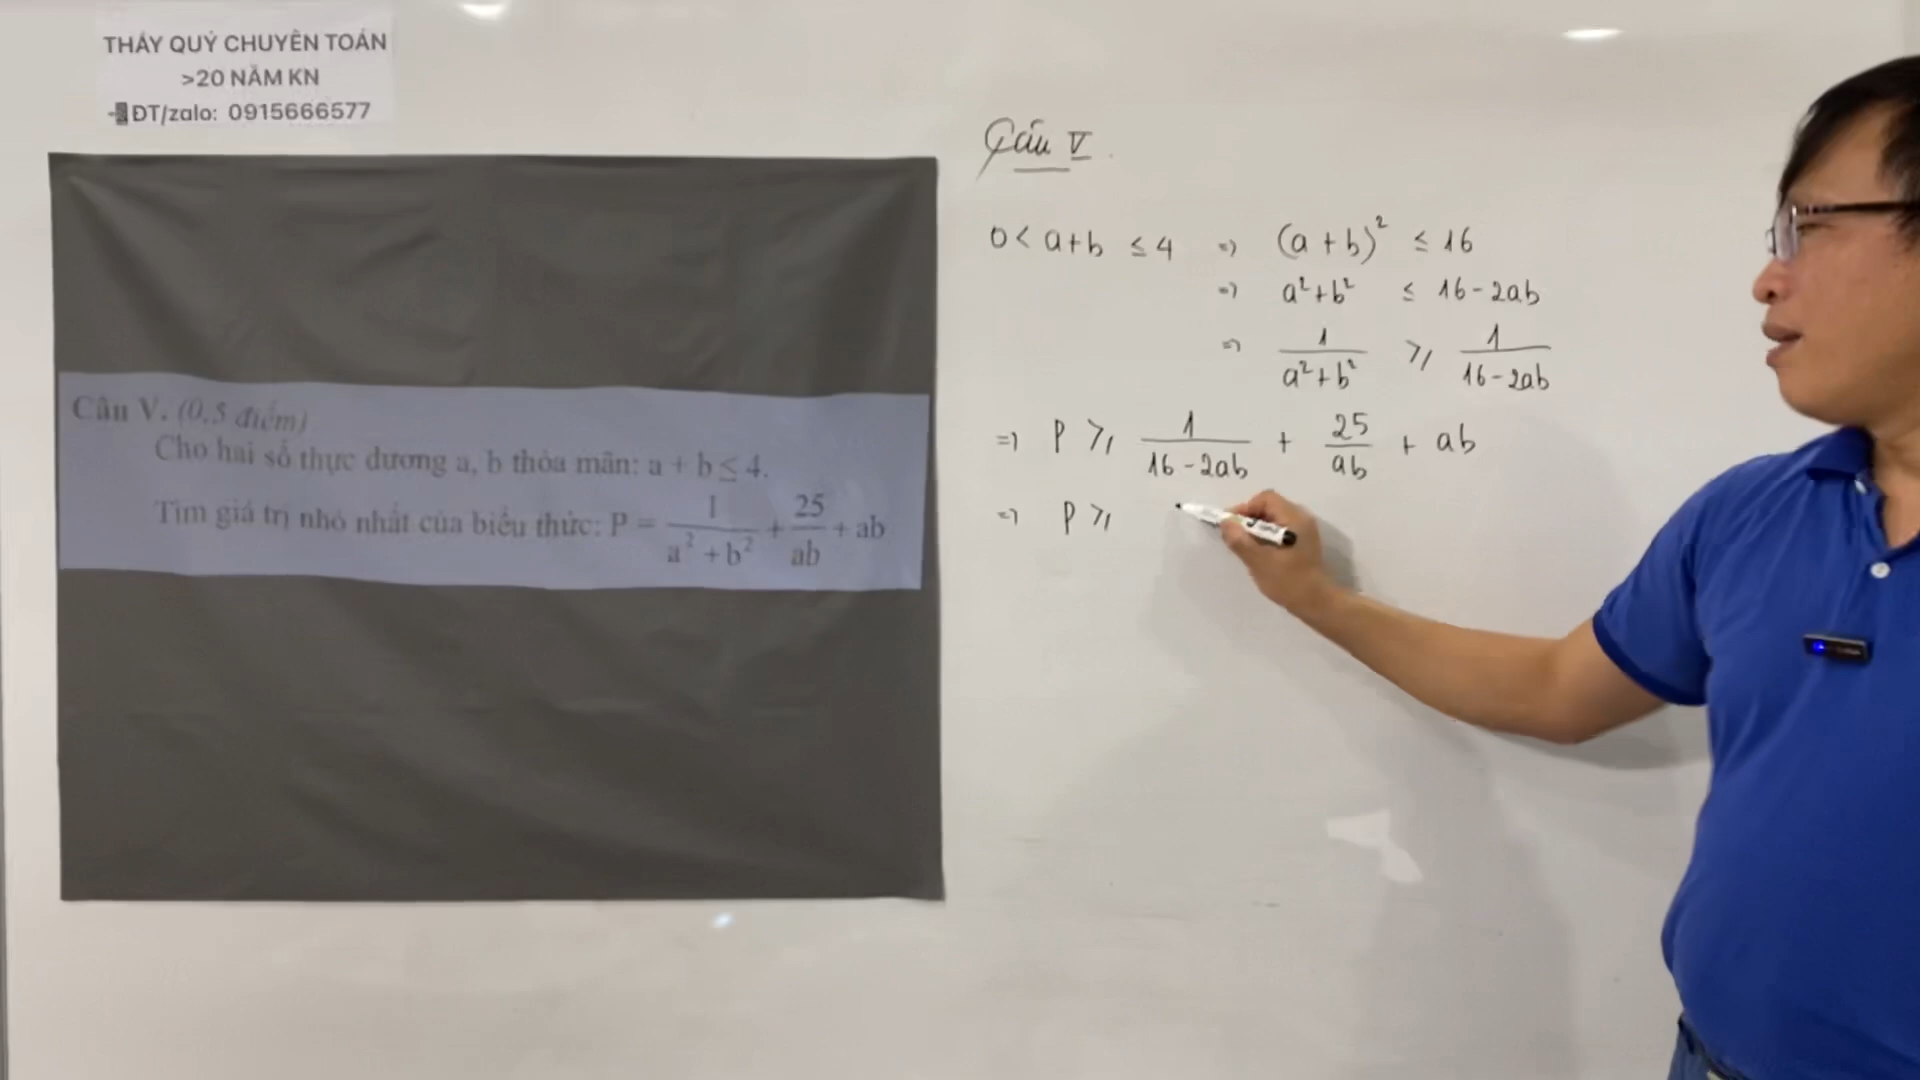 THẦY QUÝ CHUYÊN TOÁN
>20 NĂM KN
ĐT/zalo: 0915666577
Câu V. (0,5 điểm)
Cho hai số thực dương a, b thỏa mãn: a + b ≤ 4.
Tìm giá trị nhỏ nhất của biểu thức: P = 1/(a² + b²) + 25/ab + ab
Câu V.
0 < a+b ≤ 4 => (a + b)² ≤ 16
=> a² + b² ≤ 16 - 2ab
=> 1/(a² + b²) ≥ 1/(16 - 2ab)
=> P ≥ 1/(16 - 2ab) + 25/ab + ab
=> P ≥